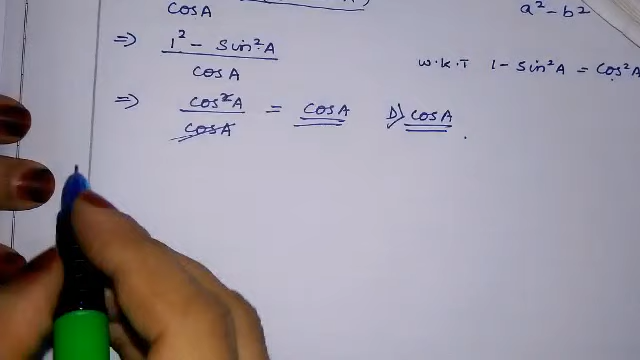 cosA
a² - b²
⇒ 1² - sin²A
cosA
w.k.T 1 - sin²A = cos²A
⇒ cos²A = cosA D) cosA
cosA